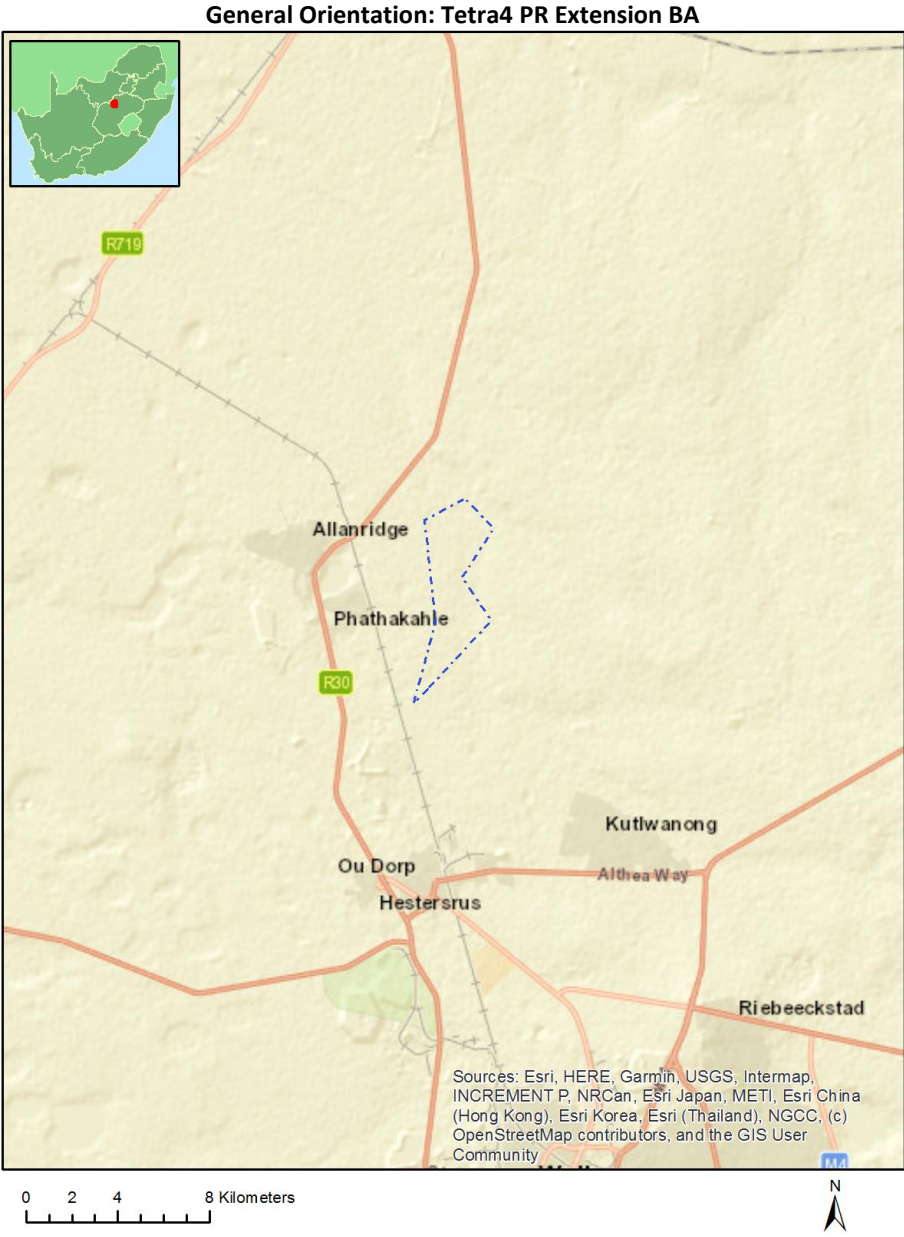 General Orientation: Tetra4 PR Extension BA
R719
Allanridge
Phathakahle
R30
Kutlwanong
Ou Dorp
Althea Way
Hestersrus
Riebeeckstad
Sources: Esri, HERE, Garmin, USGS, Intermap,
INCREMENT P, NRCan, Esri Japan, METI, Esri China
(Hong Kong), Esri Korea, Esri (Thailand), NGCC, (c)
OpenStreetMap contributors, and the GIS User
Community
M4
0 2 4 8 Kilometers
N